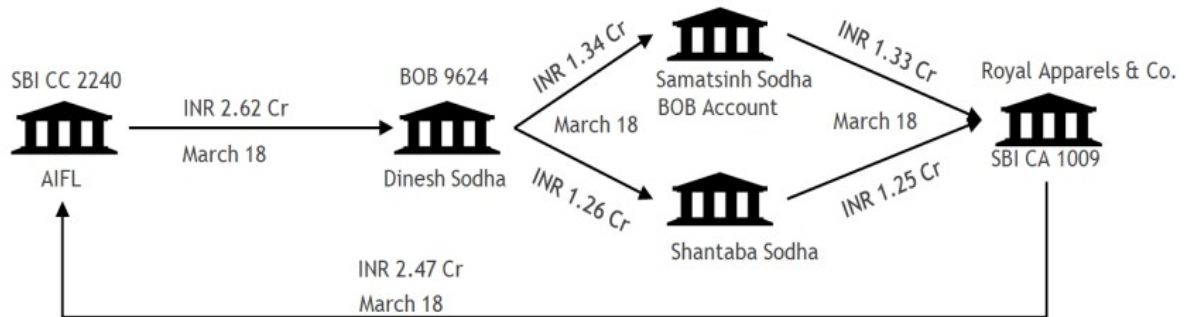 SBI CC 2240
AIFL
INR 2.62 Cr
March 18
BOB 9624
Dinesh Sodha
INR 1.34 Cr
INR 1.26 Cr
March 18
Samatsinh Sodha
BOB Account
Shantaba Sodha
INR 1.33 Cr
March 18
INR 1.25 Cr
Royal Apparels & Co.
SBI CA 1009
INR 2.47 Cr
March 18